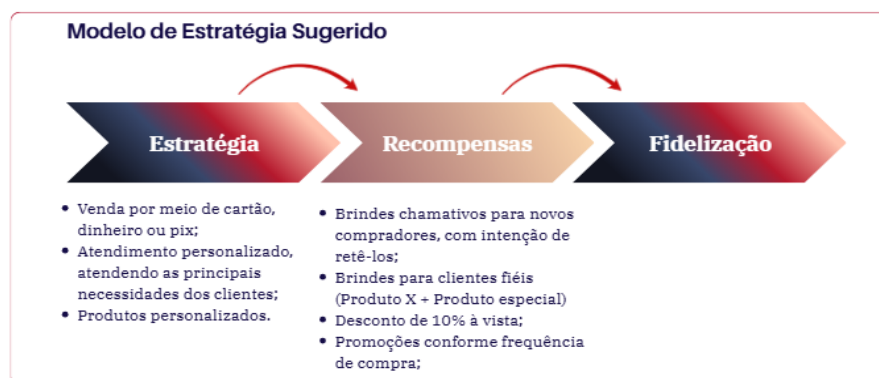 Modelo de Estratégia Sugerido
Estratégia
Recompensas
Fidelização
• Venda por meio de cartão,
dinheiro ou pix;
• Atendimento personalizado,
atendendo as principais
necessidades dos clientes;
• Produtos personalizados.
• Brindes chamativos para novos
compradores, com intenção de
retê-los;
• Brindes para clientes fiéis
(Produto X + Produto especial)
• Desconto de 10% à vista;
• Promoções conforme frequência
de compra;